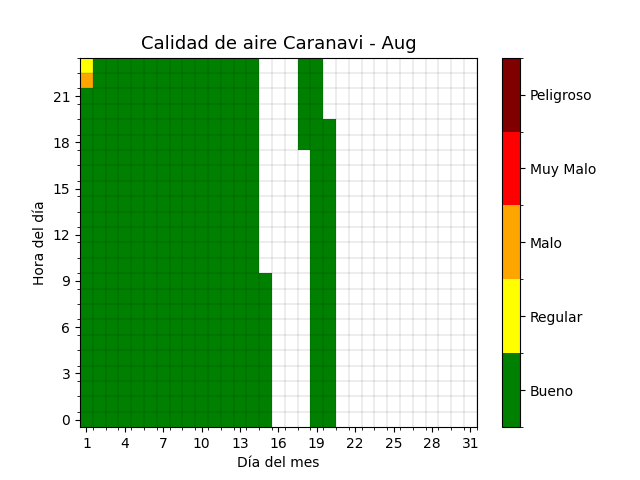 Calidad de aire Caranavi - Aug
Hora del día
21
18
15
12
9
6
3
0
1 4 7 10 13 16 19 22 25 28 31
Día del mes
Peligroso
Muy Malo
Malo
Regular
Bueno